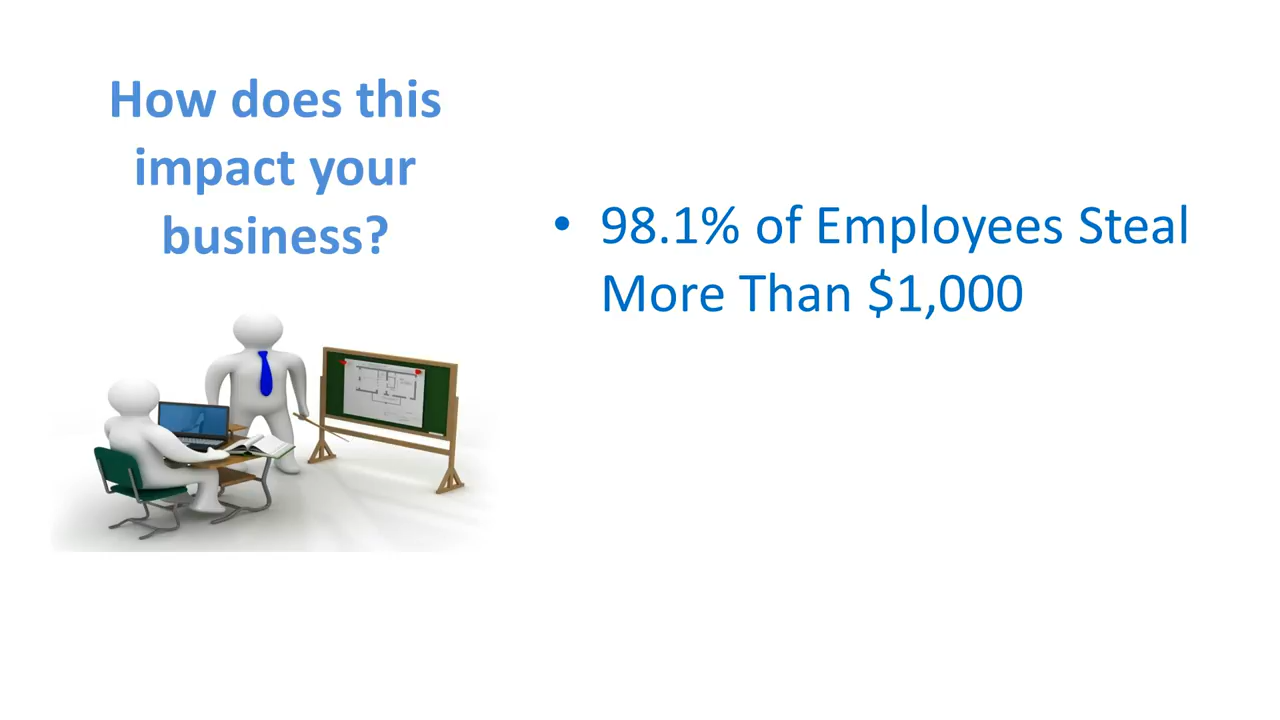 How does this
impact your
business?
• 98.1% of Employees Steal
More Than $1,000